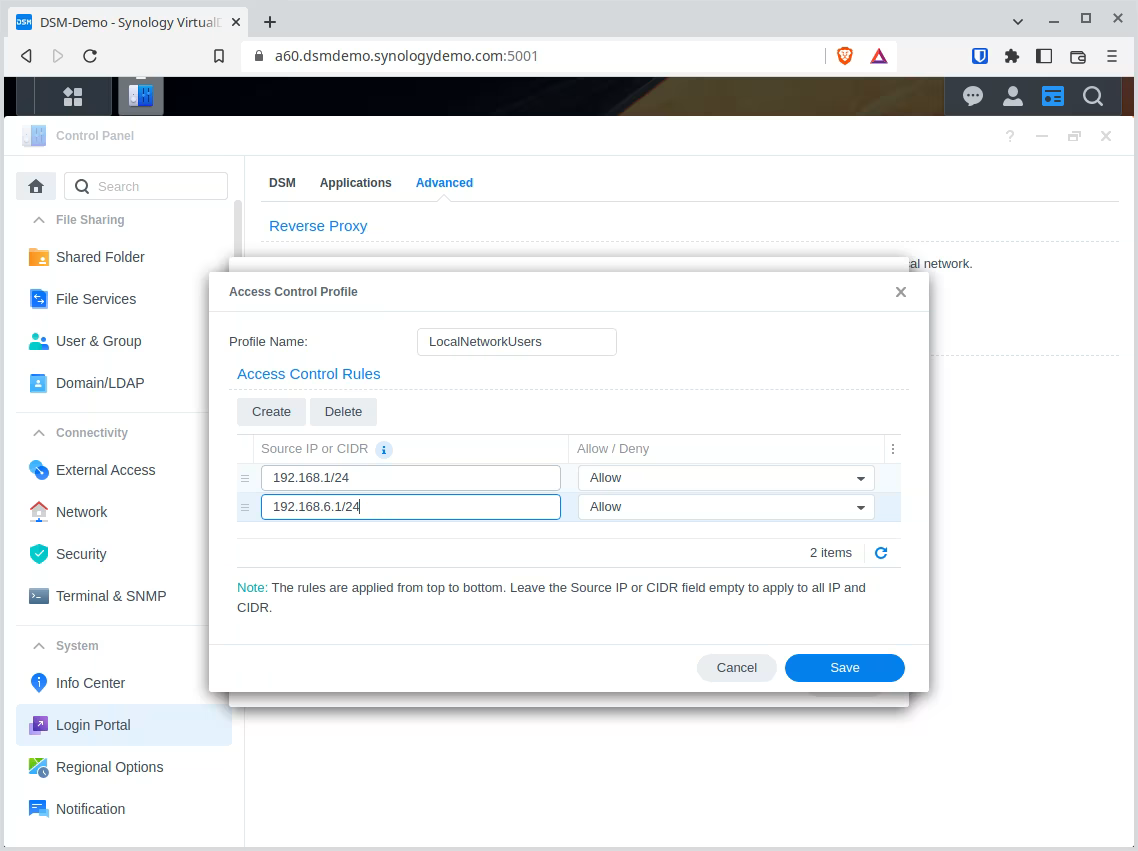 DSM DSM-Demo - Synology VirtualD
a60.dsmdemo.synologydemo.com:5001
Control Panel
?
Search
DSM Applications Advanced
File Sharing
Reverse Proxy
Shared Folder
al network.
File Services
Access Control Profile
User & Group
Profile Name: LocalNetworkUsers
Domain/LDAP
Access Control Rules
Create Delete
Connectivity
Source IP or CIDR i Allow / Deny
External Access
192.168.1/24 Allow
Network
192.168.6.1/24 Allow
Security
2 items
Terminal & SNMP
Note: The rules are applied from top to bottom. Leave the Source IP or CIDR field empty to apply to all IP and
CIDR.
System
Cancel Save
Info Center
Login Portal
Regional Options
Notification